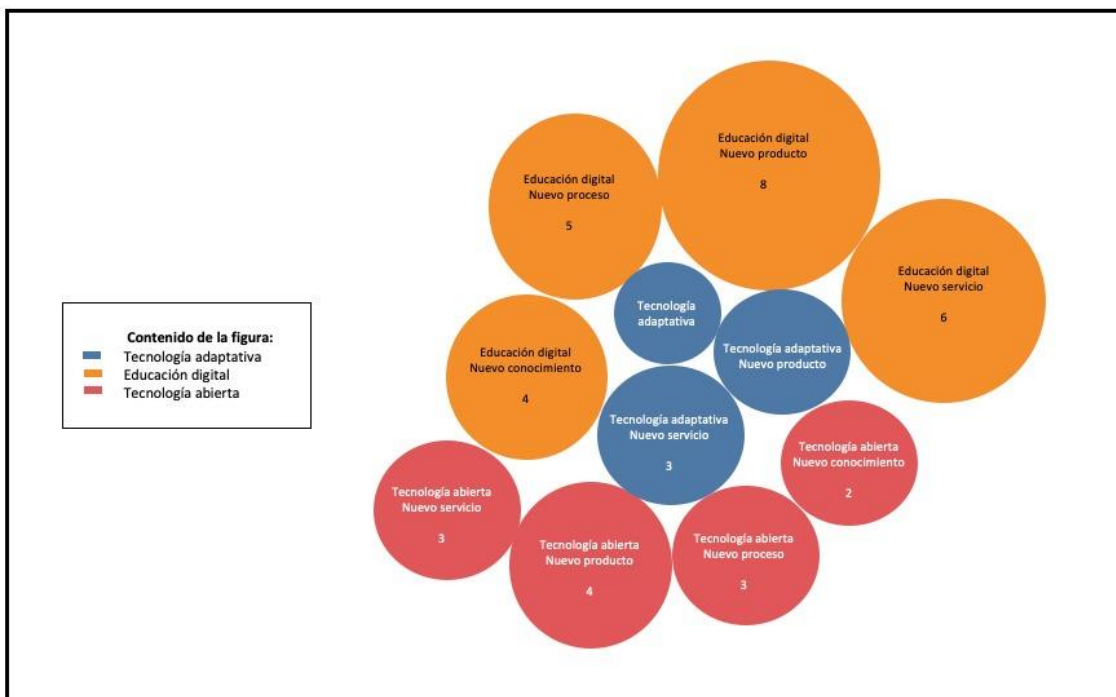 Educación digital
Nuevo producto
8
Educación digital
Nuevo proceso
5
Educación digital
Nuevo servicio
6
Tecnología
adaptativa
Tecnología adaptativa
Nuevo producto
Educación digital
Nuevo conocimiento
4
Tecnología adaptativa
Nuevo servicio
3
Tecnología abierta
Nuevo conocimiento
2
Tecnología abierta
Nuevo servicio
3
Tecnología abierta
Nuevo producto
4
Tecnología abierta
Nuevo proceso
3
Contenido de la figura:
Tecnología adaptativa
Educación digital
Tecnología abierta